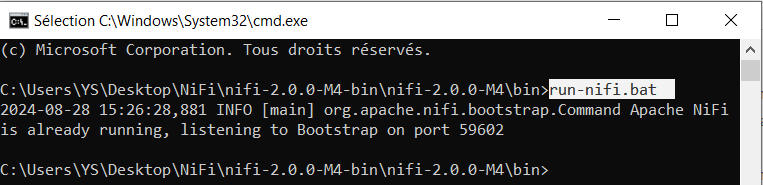 Sélection C:\Windows\System32\cmd.exe
(c) Microsoft Corporation. Tous droits réservés.
C:\Users\YS\Desktop\NiFi\nifi-2.0.0-M4-bin\nifi-2.0.0-M4\bin>run-nifi.bat
2024-08-28 15:26:28,881 INFO [main] org.apache.nifi.bootstrap.Command Apache NiFi
is already running, listening to Bootstrap on port 59602
C:\Users\YS\Desktop\NiFi\nifi-2.0.0-M4-bin\nifi-2.0.0-M4\bin>